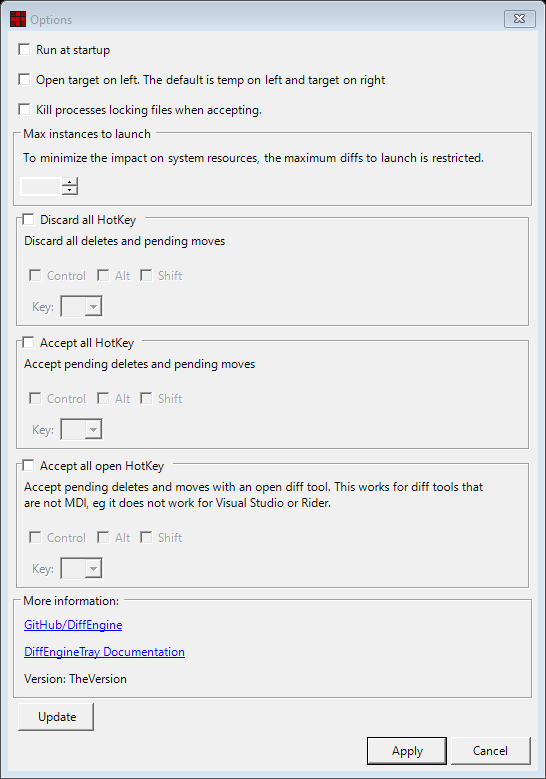 Options
Run at startup
Open target on left. The default is temp on left and target on right
Kill processes locking files when accepting.
Max instances to launch
To minimize the impact on system resources, the maximum diffs to launch is restricted.
Discard all HotKey
Discard all deletes and pending moves
Control Alt Shift
Key:
Accept all HotKey
Accept pending deletes and pending moves
Control Alt Shift
Key:
Accept all open HotKey
Accept pending deletes and moves with an open diff tool. This works for diff tools that
are not MDI, eg it does not work for Visual Studio or Rider.
Control Alt Shift
Key:
More information:
GitHub/DiffEngine
DiffEngineTray Documentation
Version: TheVersion
Update
Apply Cancel